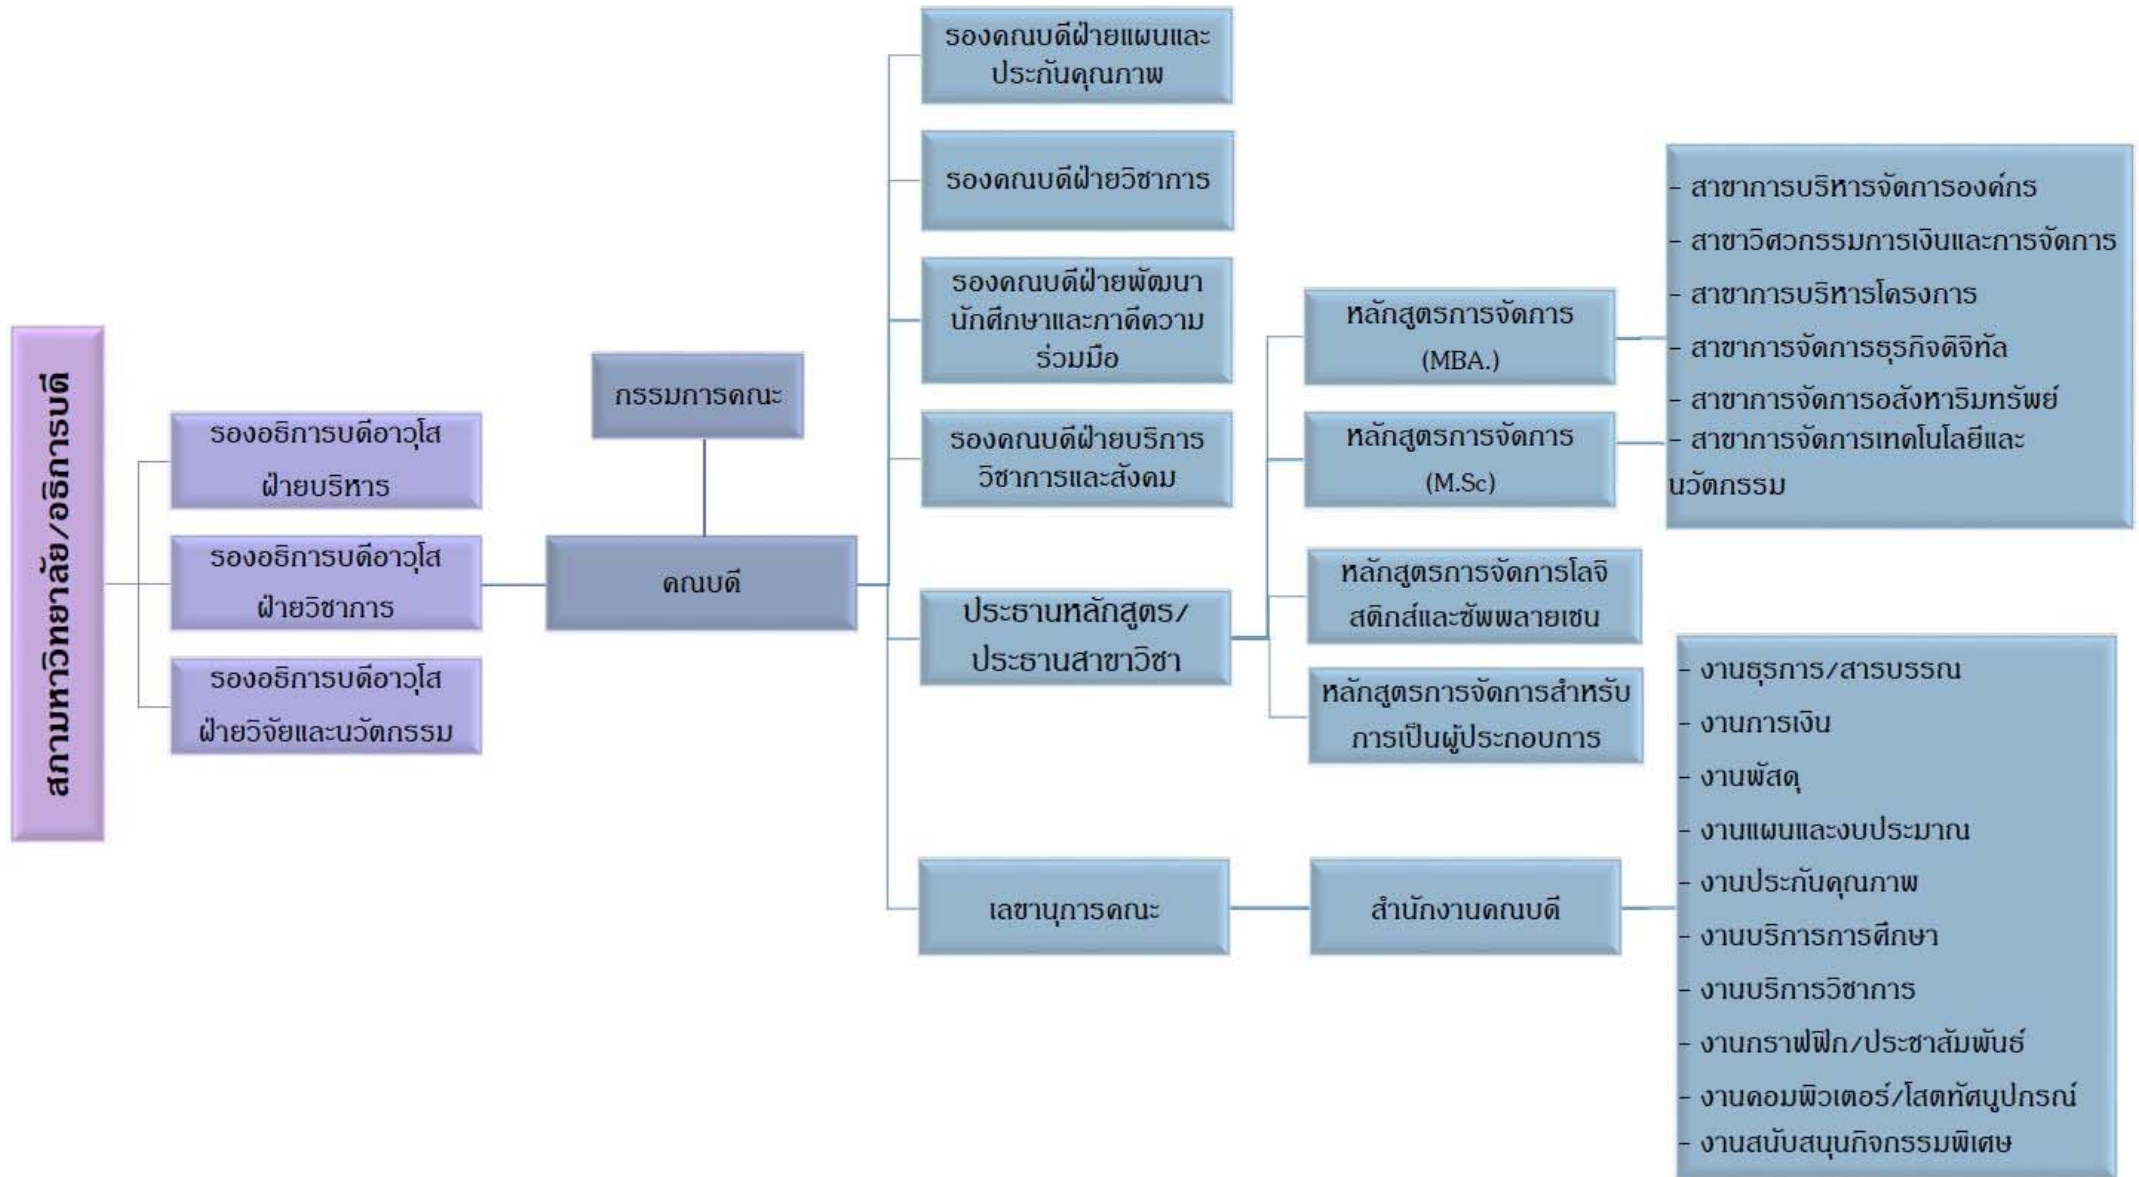 สภามหาวิทยาลัย/อธิการบดี
รองอธิการบดีอาวุโส
ฝ่ายบริหาร
รองอธิการบดีอาวุโส
ฝ่ายวิชาการ
รองอธิการบดีอาวุโส
ฝ่ายวิจัยและนวัตกรรม
กรรมการคณะ
คณบดี
รองคณบดีฝ่ายแผนและ
ประกันคุณภาพ
รองคณบดีฝ่ายวิชาการ
รองคณบดีฝ่ายพัฒนา
นักศึกษาและภาคีความ
ร่วมมือ
รองคณบดีฝ่ายบริการ
วิชาการและสังคม
ประธานหลักสูตร/
ประธานสาขาวิชา
เลขานุการคณะ
หลักสูตรการจัดการ
(MBA.)
หลักสูตรการจัดการ
(M.Sc)
หลักสูตรการจัดการโลจิ
สติกส์และซัพพลายเชน
หลักสูตรการจัดการสำหรับ
การเป็นผู้ประกอบการ
สำนักงานคณบดี
- สาขาการบริหารจัดการองค์กร
- สาขาวิศวกรรมการเงินและการจัดการ
- สาขาการบริหารโครงการ
- สาขาการจัดการธุรกิจดิจิทัล
- สาขาการจัดการอสังหาริมทรัพย์
- สาขาการจัดการเทคโนโลยีและ
นวัตกรรม
- งานธุรการ/สารบรรณ
- งานการเงิน
- งานพัสดุ
- งานแผนและงบประมาณ
- งานประกันคุณภาพ
- งานบริการการศึกษา
- งานบริการวิชาการ
- งานกราฟฟิก/ประชาสัมพันธ์
- งานคอมพิวเตอร์/โสตทัศนูปกรณ์
- งานสนับสนุนกิจกรรมพิเศษ